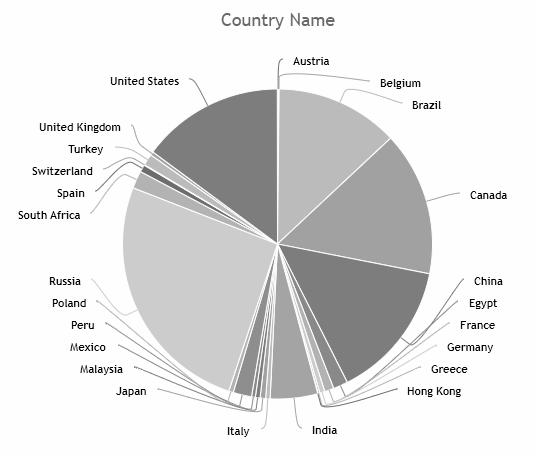 Country Name
Austria
Belgium
Brazil
Canada
China
Egypt
France
Germany
Greece
Hong Kong
India
Italy
Japan
Malaysia
Mexico
Peru
Poland
Russia
South Africa
Spain
Switzerland
Turkey
United Kingdom
United States